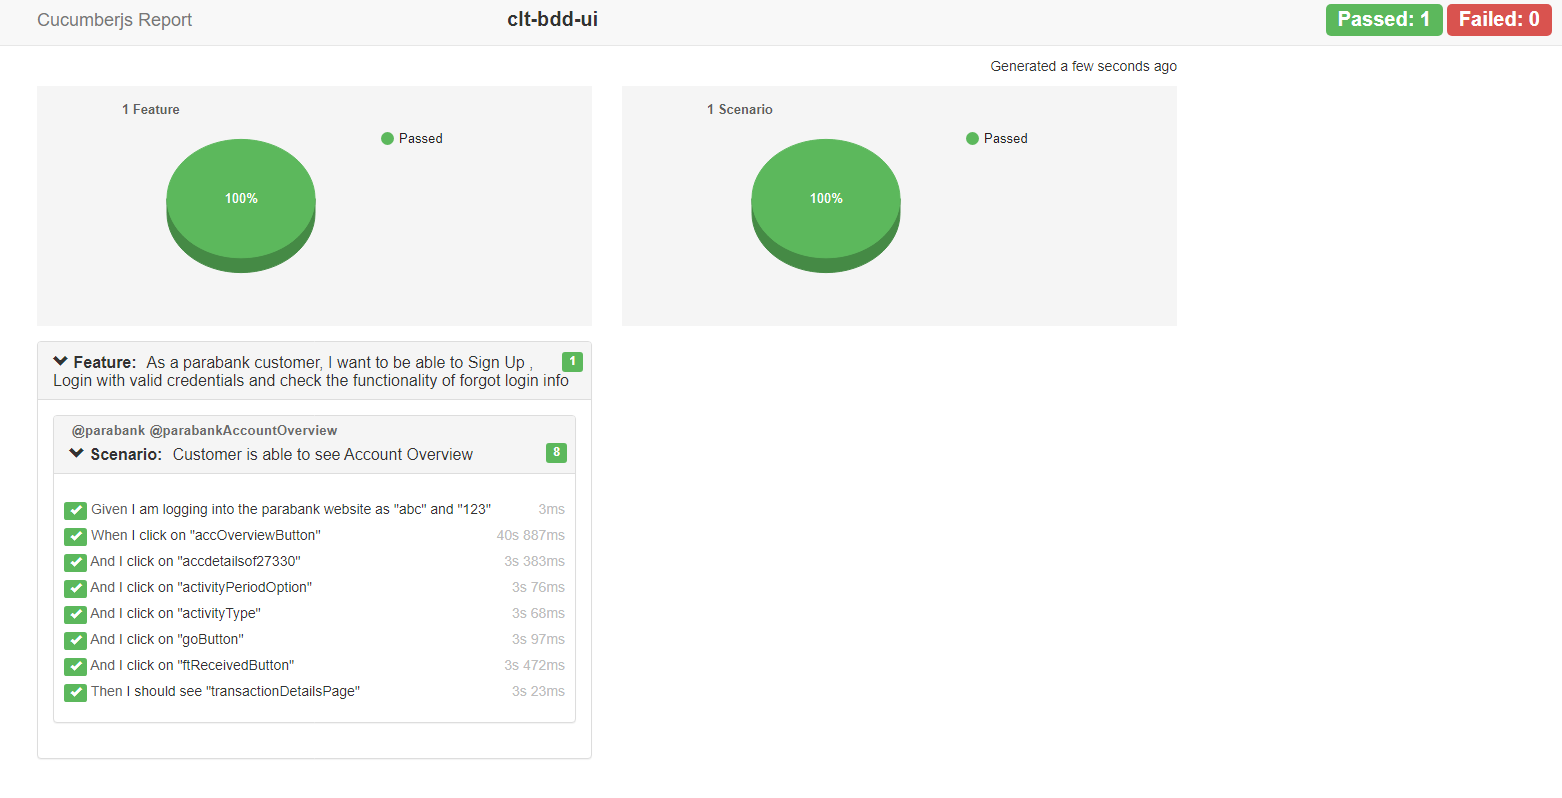 Cucumberjs Report
clt-bdd-ui
Passed: 1 Failed: 0
Generated a few seconds ago
1 Feature
Passed
100%
1 Scenario
Passed
100%
Feature: As a parabank customer, I want to be able to Sign Up , 1
Login with valid credentials and check the functionality of forgot login info
@parabank @parabankAccountOverview
Scenario: Customer is able to see Account Overview 8
Given I am logging into the parabank website as "abc" and "123" 3ms
When I click on "accOverviewButton" 40s 887ms
And I click on "accdetailsof27330" 3s 383ms
And I click on "activityPeriodOption" 3s 76ms
And I click on "activityType" 3s 68ms
And I click on "goButton" 3s 97ms
And I click on "ftReceivedButton" 3s 472ms
Then I should see "transactionDetailsPage" 3s 23ms